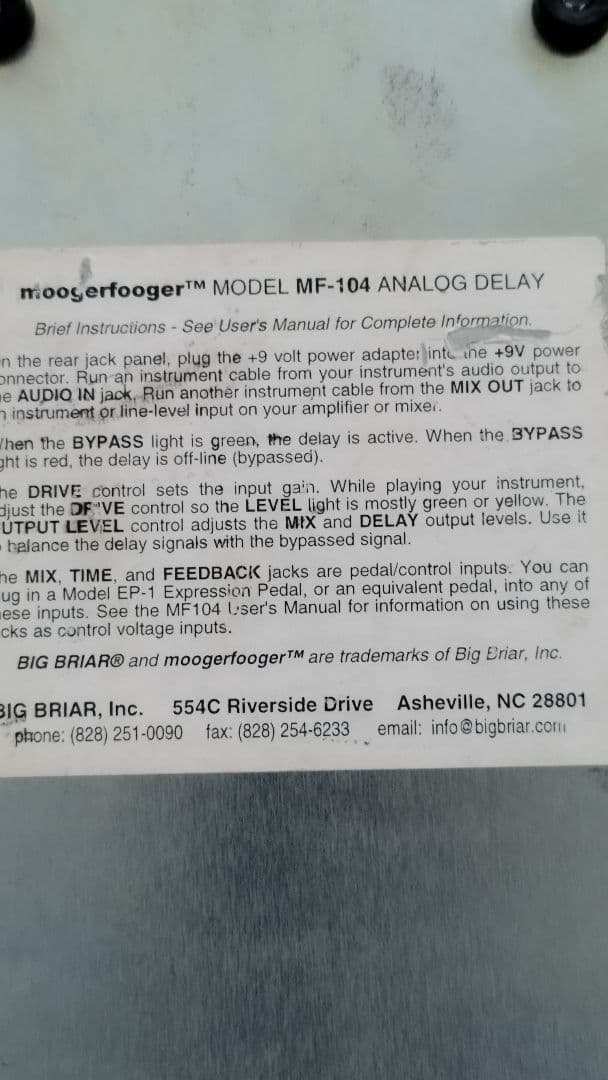 moogerfooger™ MODEL MF-104 ANALOG DELAY
Brief Instructions - See User's Manual for Complete Information.
n the rear jack panel, plug the +9 volt power adapter into the +9V power
onnector. Run an instrument cable from your instrument's audio output to
e AUDIO IN jack. Run another instrument cable from the MIX OUT jack to
n instrument or line-level input on your amplifier or mixer.
hen the BYPASS light is green, the delay is active. When the BYPASS
ght is red, the delay is off-line (bypassed).
he DRIVE control sets the input gain. While playing your instrument,
djust the DRIVE control so the LEVEL light is mostly green or yellow. The
UTPUT LEVEL control adjusts the MIX and DELAY output levels. Use it
balance the delay signals with the bypassed signal.
he MIX, TIME, and FEEDBACK jacks are pedal/control inputs. You can
ug in a Model EP-1 Expression Pedal, or an equivalent pedal, into any of
ese inputs. See the MF104 User's Manual for information on using these
cks as control voltage inputs.
BIG BRIAR® and moogerfooger™ are trademarks of Big Briar, Inc.
BIG BRIAR, Inc. 554C Riverside Drive Asheville, NC 28801
phone: (828) 251-0090 fax: (828) 254-6233 email: info@bigbriar.com